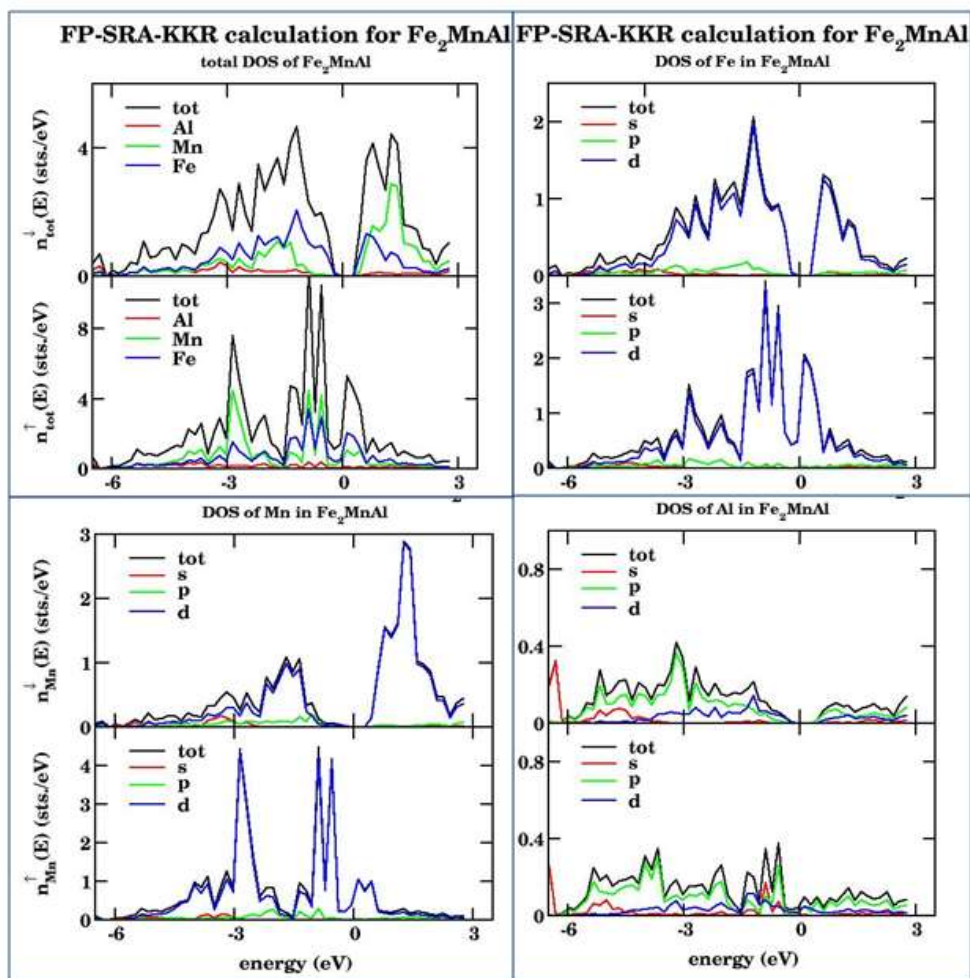 FP-SRA-KKR calculation for Fe₂MnAl
total DOS of Fe₂MnAl
n↓tot(E) (sts./eV)
4
0
tot
Al
Mn
Fe
n↑tot(E) (sts./eV)
8
4
0
tot
Al
Mn
Fe
-6
-3
0
3
FP-SRA-KKR calculation for Fe₂MnAl
DOS of Fe in Fe₂MnAl
2
1
0
tot
s
p
d
3
2
1
0
tot
s
p
d
-6
-3
0
3
2
DOS of Mn in Fe₂MnAl
n↓Mn(E) (sts./eV)
3
2
1
0
tot
s
p
d
n↑Mn(E) (sts./eV)
4
3
2
1
0
tot
s
p
d
-6
-3
0
3
energy (eV)
DOS of Al in Fe₂MnAl
0.8
0.4
0
tot
s
p
d
0.8
0.4
0
tot
s
p
d
-6
-3
0
3
energy (eV)